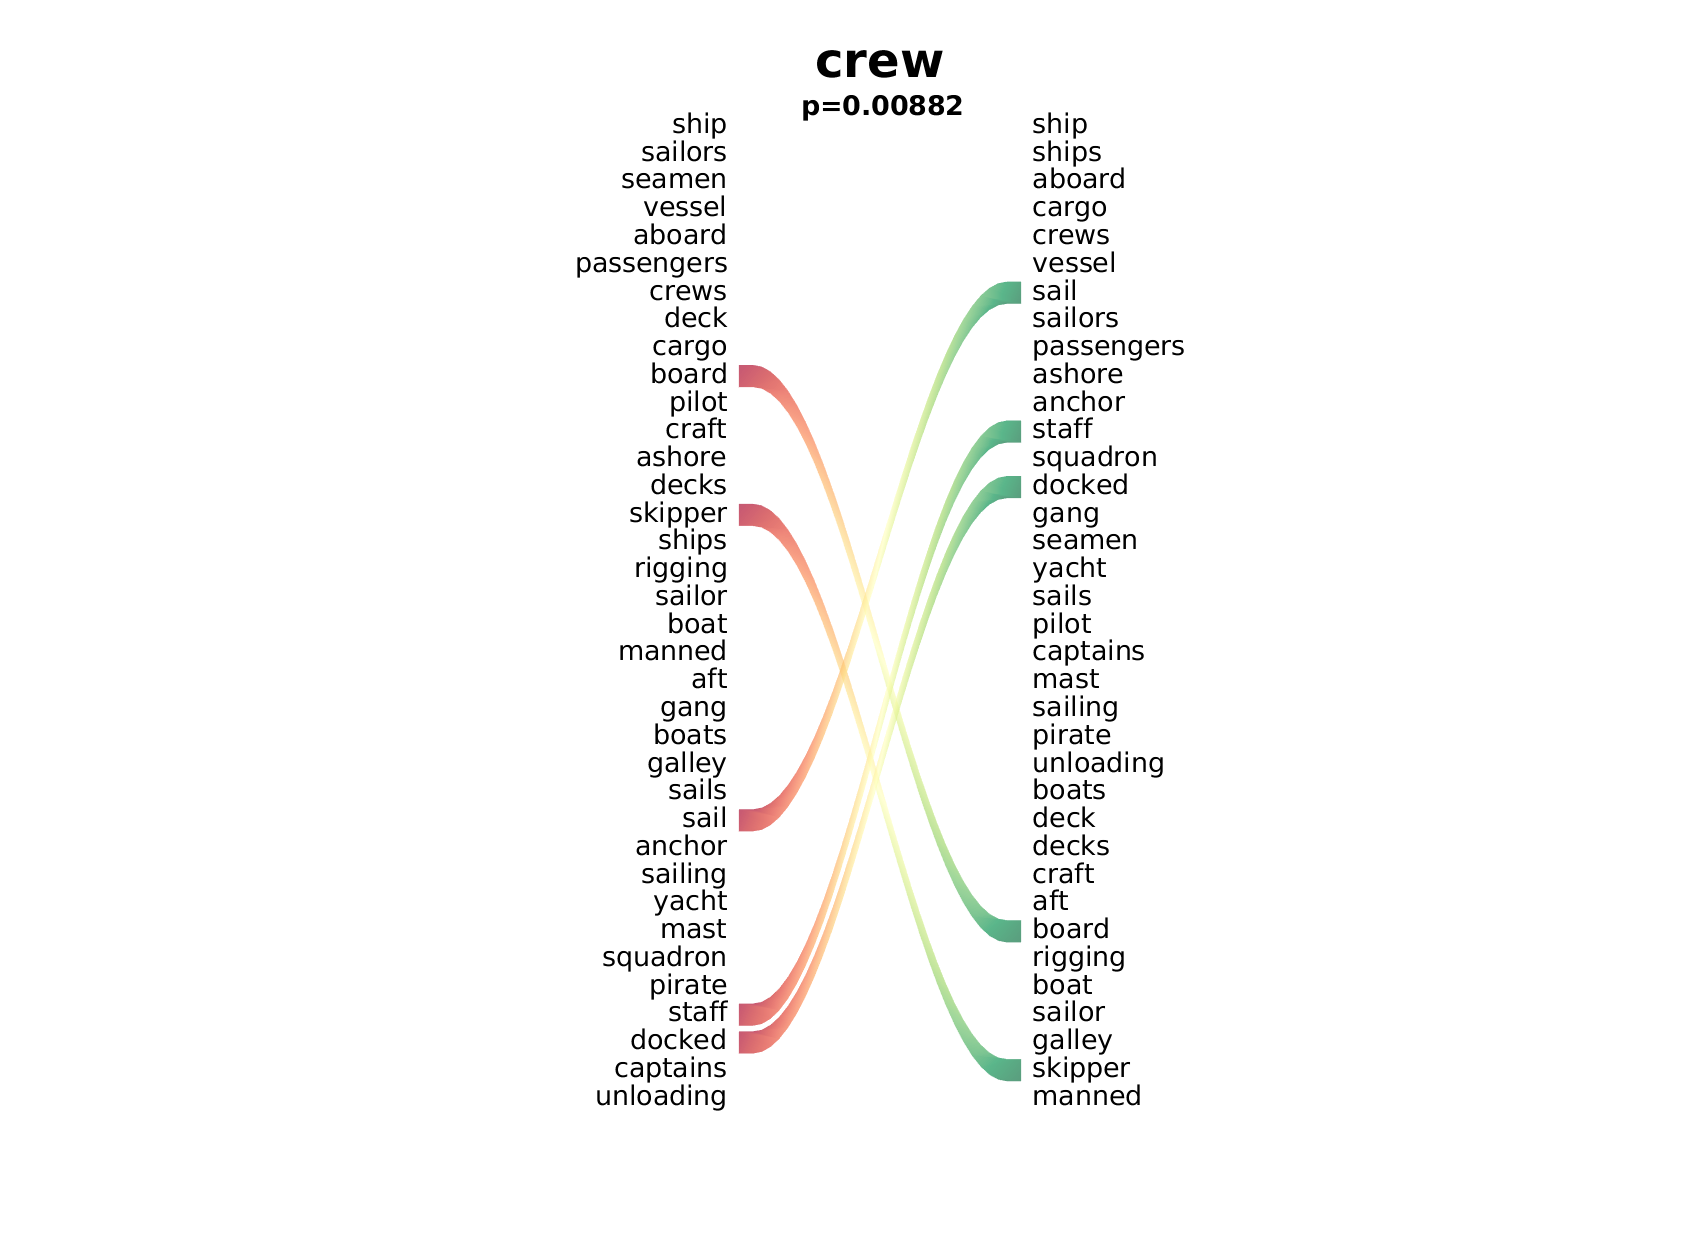 crew
p=0.00882
ship
sailors
seamen
vessel
aboard
passengers
crews
deck
cargo
board
pilot
craft
ashore
decks
skipper
ships
rigging
sailor
boat
manned
aft
gang
boats
galley
sails
sail
anchor
sailing
yacht
mast
squadron
pirate
staff
docked
captains
unloading
ship
ships
aboard
cargo
crews
vessel
sail
sailors
passengers
ashore
anchor
staff
squadron
docked
gang
seamen
yacht
sails
pilot
captains
mast
sailing
pirate
unloading
boats
deck
decks
craft
aft
board
rigging
boat
sailor
galley
skipper
manned